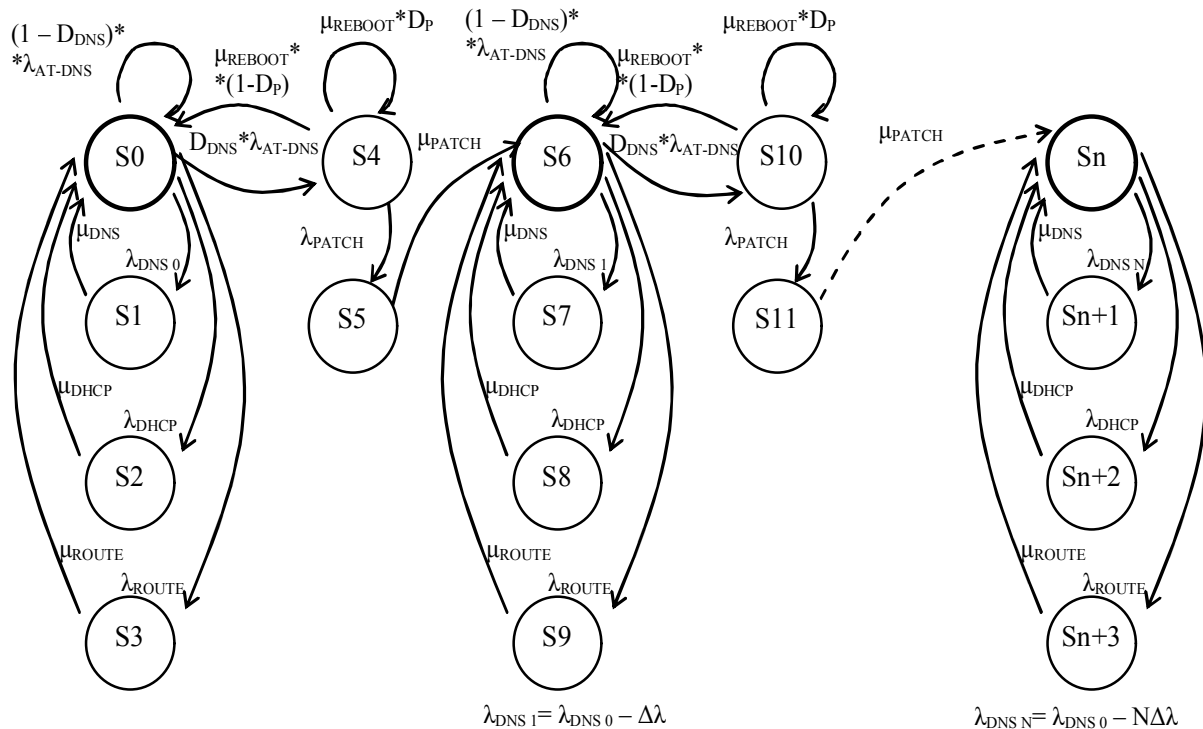 (1 – D_DNS)*
*λ_AT-DNS
μ_REBOOT*D_P
μ_REBOOT*
*(1-D_P)
(1 – D_DNS)*
*λ_AT-DNS
μ_REBOOT*D_P
μ_REBOOT*
*(1-D_P)
S0
D_DNS*λ_AT-DNS
S4
μ_PATCH
S6
D_DNS*λ_AT-DNS
S10
μ_PATCH
Sn
μ_DNS
λ_DNS 0
λ_PATCH
μ_DNS
λ_DNS 1
λ_PATCH
μ_DNS
λ_DNS N
S1
S5
S7
S11
Sn+1
μ_DHCP
λ_DHCP
μ_DHCP
λ_DHCP
μ_DHCP
λ_DHCP
S2
S8
Sn+2
μ_ROUTE
λ_ROUTE
μ_ROUTE
λ_ROUTE
μ_ROUTE
λ_ROUTE
S3
S9
Sn+3
λ_DNS 1 = λ_DNS 0 – Δλ
λ_DNS N = λ_DNS 0 – NΔλ